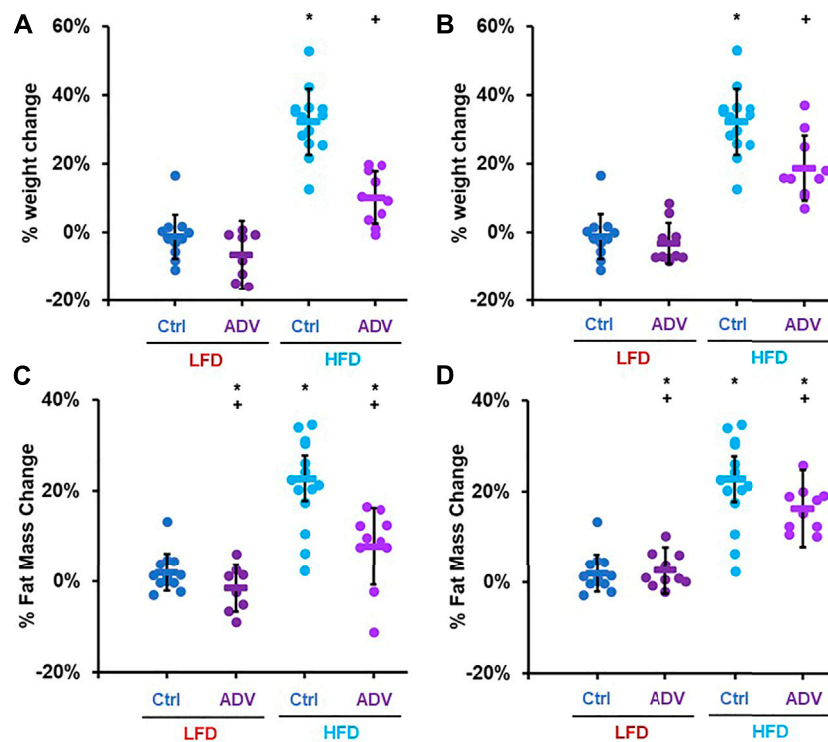 A
60%
40%
20%
0%
-20%
% weight change
*
+
Ctrl
ADV
Ctrl
ADV
LFD
HFD
B
60%
40%
20%
0%
-20%
% weight change
*
+
Ctrl
ADV
Ctrl
ADV
LFD
HFD
C
40%
20%
0%
-20%
% Fat Mass Change
*
+
*
*
+
Ctrl
ADV
Ctrl
ADV
LFD
HFD
D
40%
20%
0%
-20%
% Fat Mass Change
*
+
*
*
+
Ctrl
ADV
Ctrl
ADV
LFD
HFD